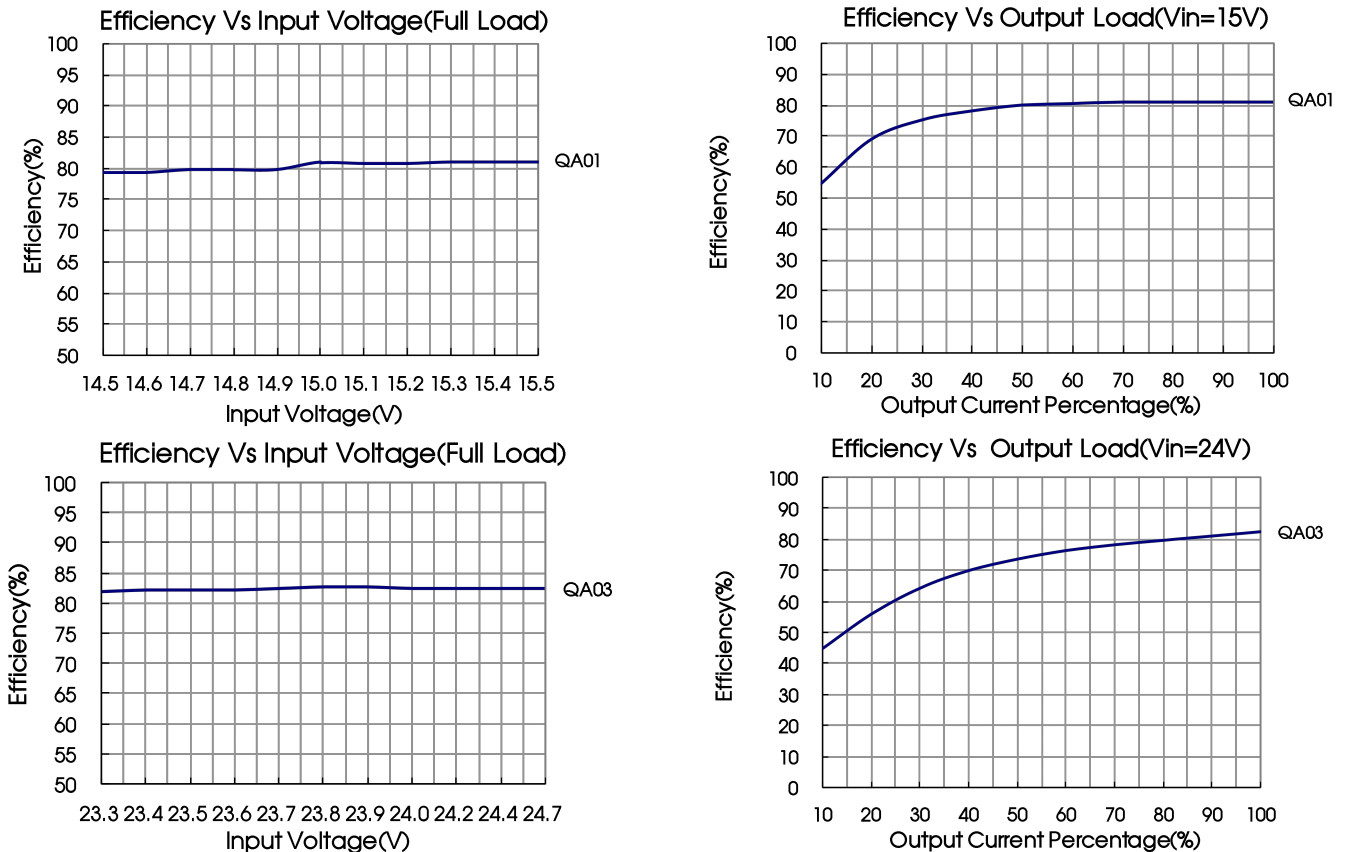 Efficiency Vs Input Voltage(Full Load)
100
95
90
85
80
75
70
65
60
55
50
Efficiency(%)
QA01
14.5 14.6 14.7 14.8 14.9 15.0 15.1 15.2 15.3 15.4 15.5
Input Voltage(V)
Efficiency Vs Output Load(Vin=15V)
100
90
80
70
60
50
40
30
20
10
0
Efficiency(%)
QA01
10 20 30 40 50 60 70 80 90 100
Output Current Percentage(%)
Efficiency Vs Input Voltage(Full Load)
100
95
90
85
80
75
70
65
60
55
50
Efficiency(%)
QA03
23.3 23.4 23.5 23.6 23.7 23.8 23.9 24.0 24.2 24.4 24.7
Input Voltage(V)
Efficiency Vs Output Load(Vin=24V)
100
90
80
70
60
50
40
30
20
10
0
Efficiency(%)
QA03
10 20 30 40 50 60 70 80 90 100
Output Current Percentage(%)